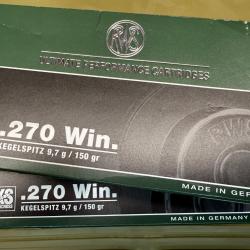 RWS
ULTIMATE PERFORMANCE CARTRIDGES
.270 Win.
KEGELSPITZ 9,7 g / 150 gr
MADE IN GERM
.270 Win.
KEGELSPITZ 9,7 g / 150 gr
MADE IN GERMANY